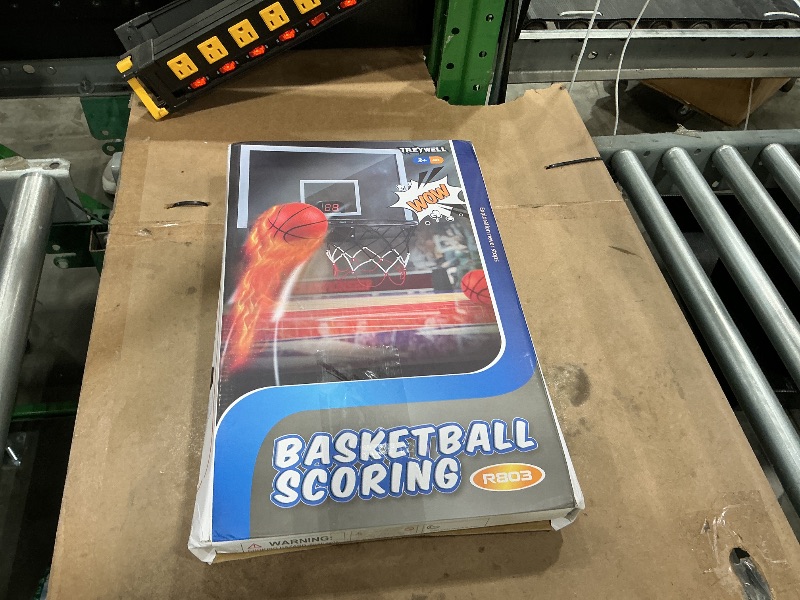 TREYWELL
3+
WOW
88
BASKETBALL
SCORING
R803
WARNING!